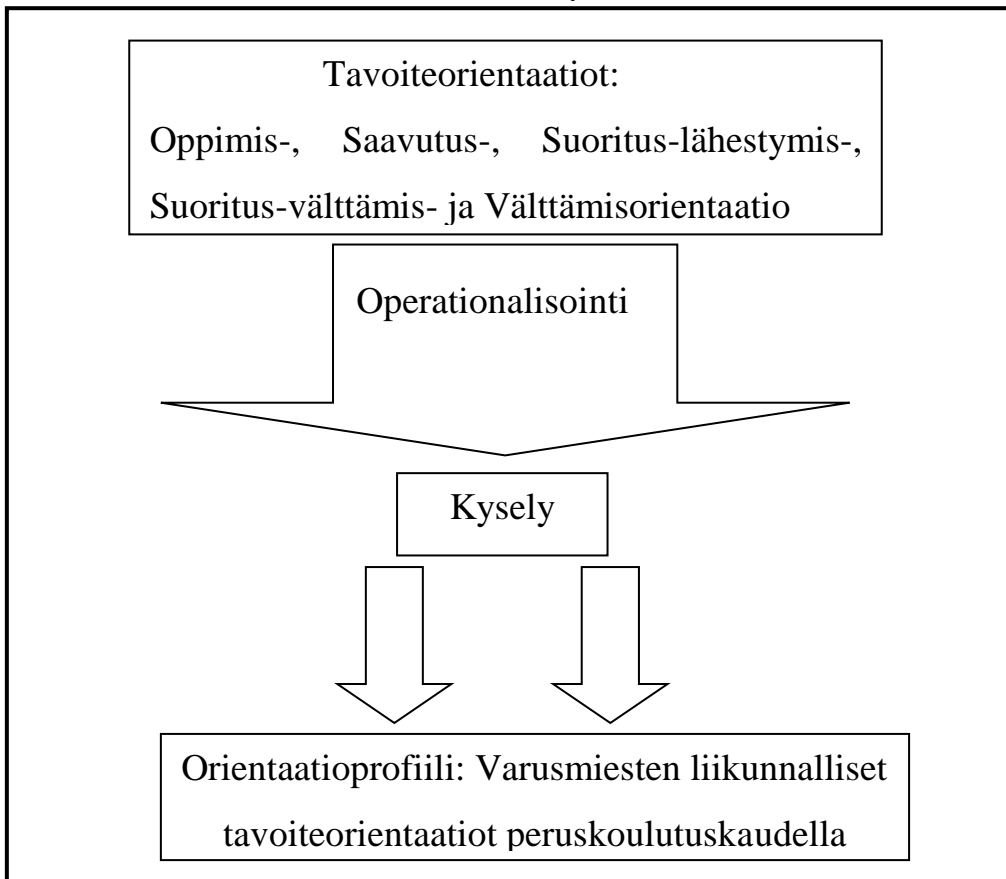 Tavoiteorientaatiot:
Oppimis-, Saavutus-, Suoritus-lähestymis-,
Suoritus-välttämis- ja Välttämisorientaatio
Operationalisointi
Kysely
Orientaatioprofiili: Varusmiesten liikunnalliset
tavoiteorientaatiot peruskoulutuskaudella